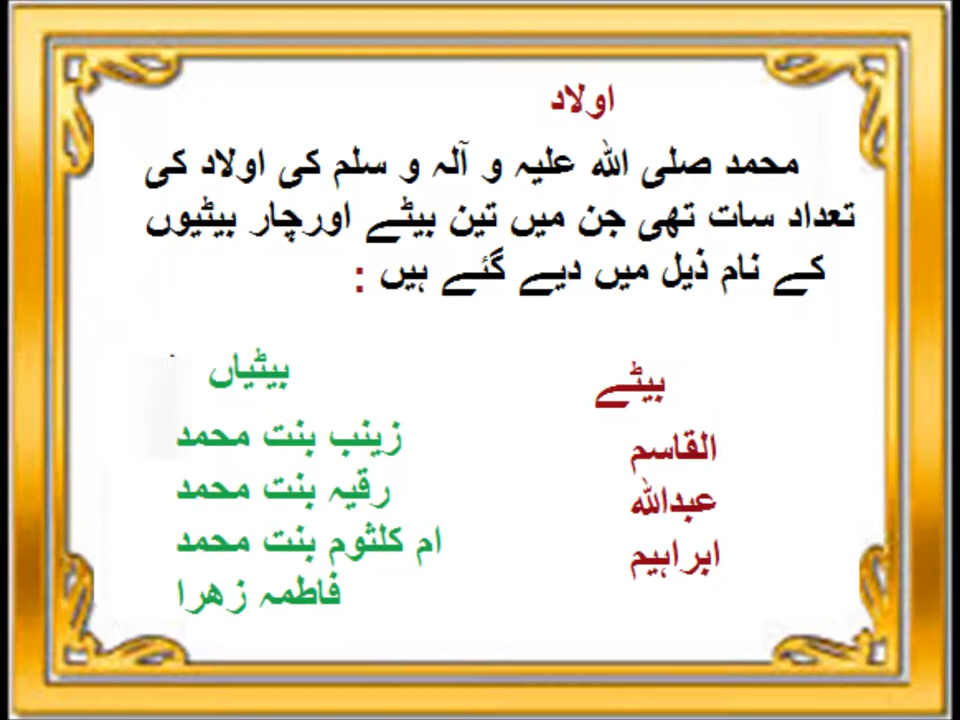 اولاد
محمد صلی اللہ علیہ و آلہ و سلم کی اولاد کی
تعداد سات تھی جن میں تین بیٹے اورچار بیٹیوں
کے نام ذیل میں دیے گئے ہیں :
بیٹے
القاسم
عبداللہ
ابراہیم
بیٹیاں
زینب بنت محمد
رقیہ بنت محمد
ام کلثوم بنت محمد
فاطمہ زھرا